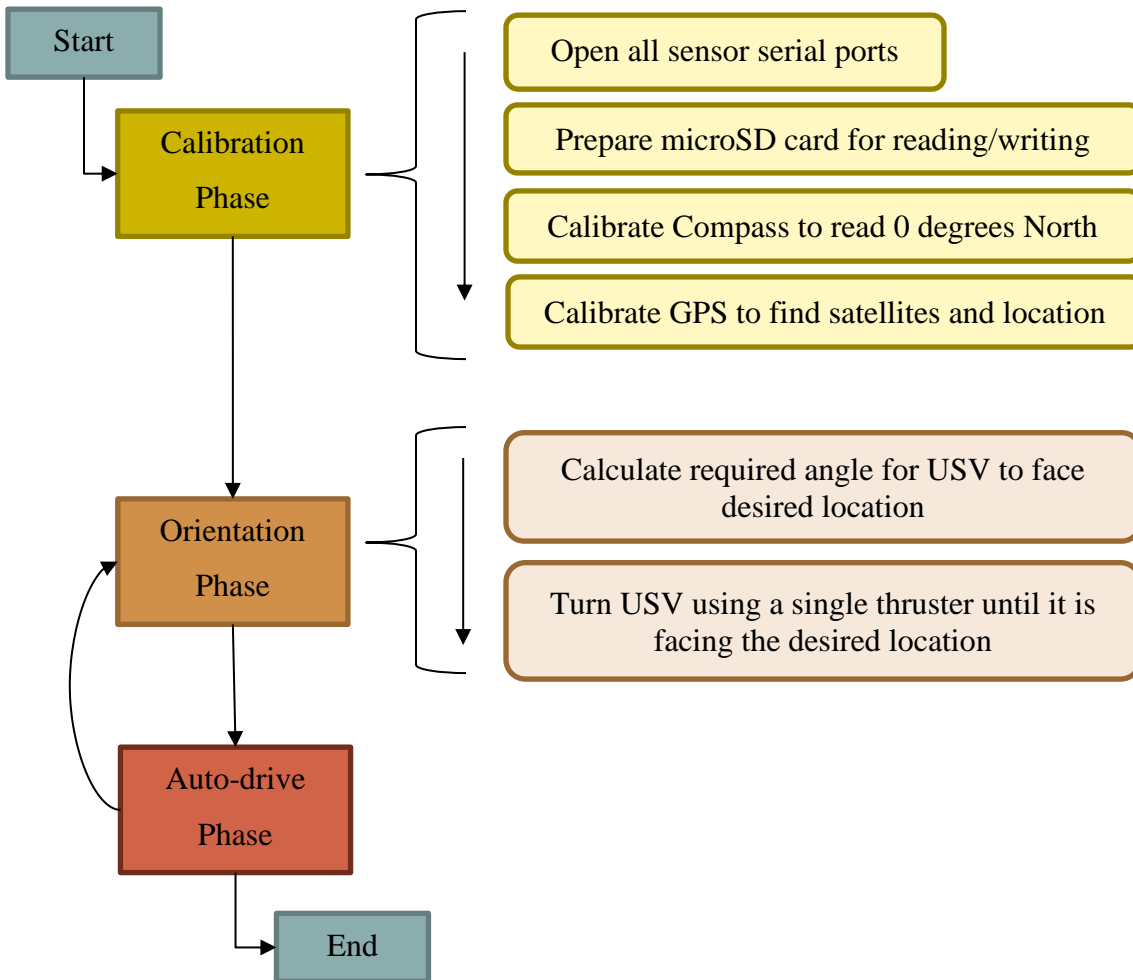 Start
Calibration
Phase
Open all sensor serial ports
Prepare microSD card for reading/writing
Calibrate Compass to read 0 degrees North
Calibrate GPS to find satellites and location
Orientation
Phase
Calculate required angle for USV to face
desired location
Turn USV using a single thruster until it is
facing the desired location
Auto-drive
Phase
End